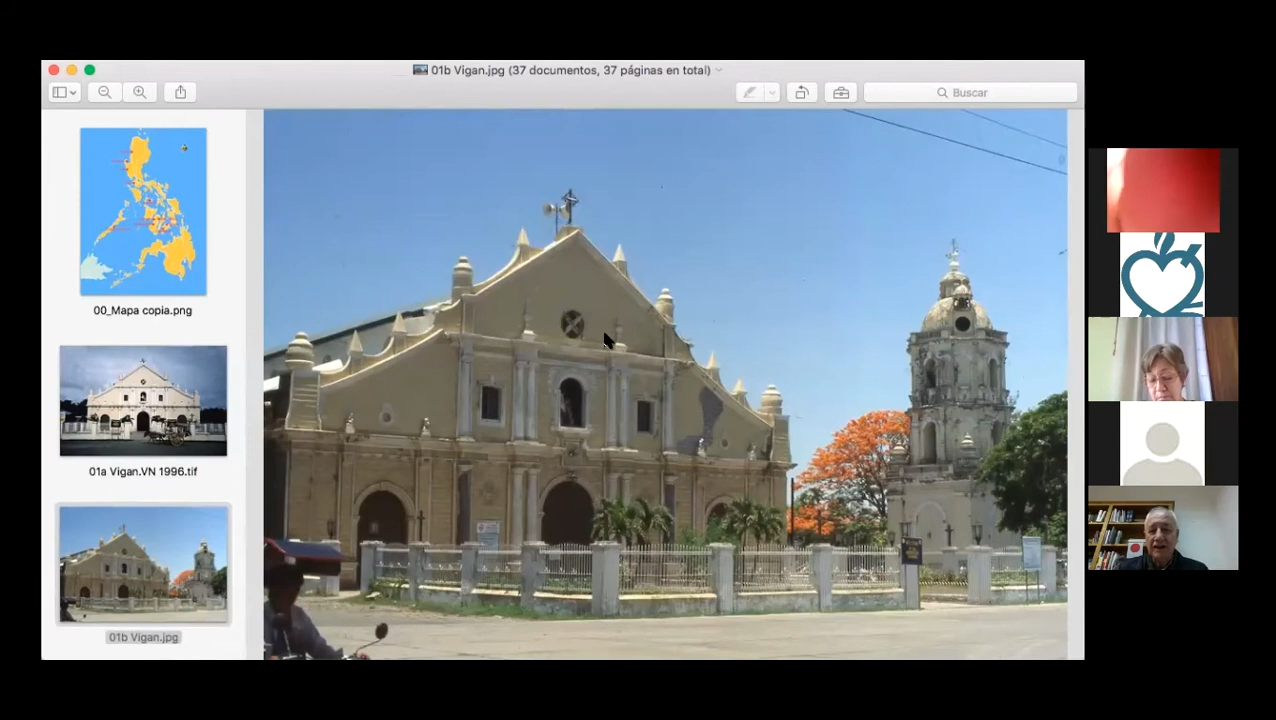 01b Vigan.jpg (37 documentos, 37 páginas en total)
Buscar
00_Mapa copia.png
01a Vigan.VN 1996.tif
01b Vigan.jpg